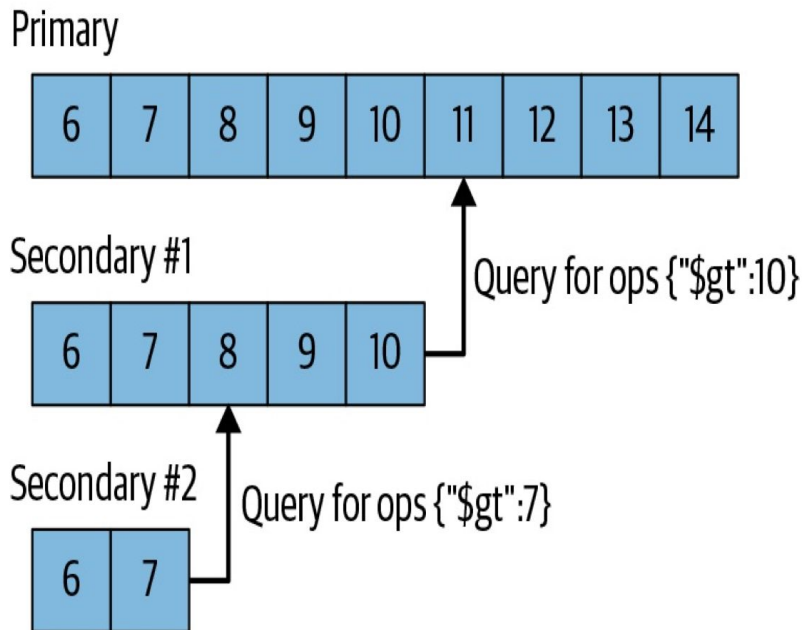 Primary
6 7 8 9 10 11 12 13 14
Secondary #1
Query for ops {"$gt":10}
6 7 8 9 10
Secondary #2
Query for ops {"$gt":7}
6 7